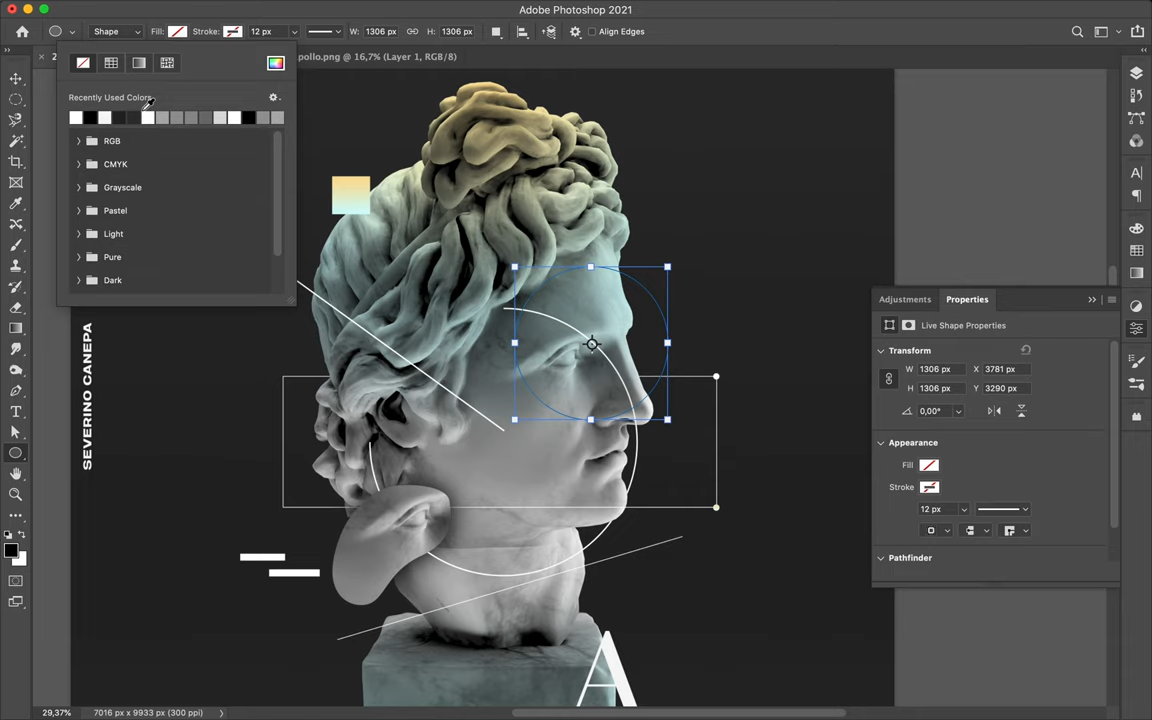 Adobe Photoshop 2021
Shape Fill: Stroke: 12 px W: 1306 px H: 1306 px Align Edges
2 pollo.png @ 16,7% (Layer 1, RGB/8)
Recently Used Colors
RGB
CMYK
Grayscale
Pastel
Light
Pure
Dark
SEVERINO CANEPA
Adjustments Properties
Live Shape Properties
Transform
W 1306 px X 3781 px
H 1306 px Y 3290 px
0,00°
Appearance
Fill
Stroke
12 px
Pathfinder
A
29,37% 7016 px x 9933 px (300 ppi)